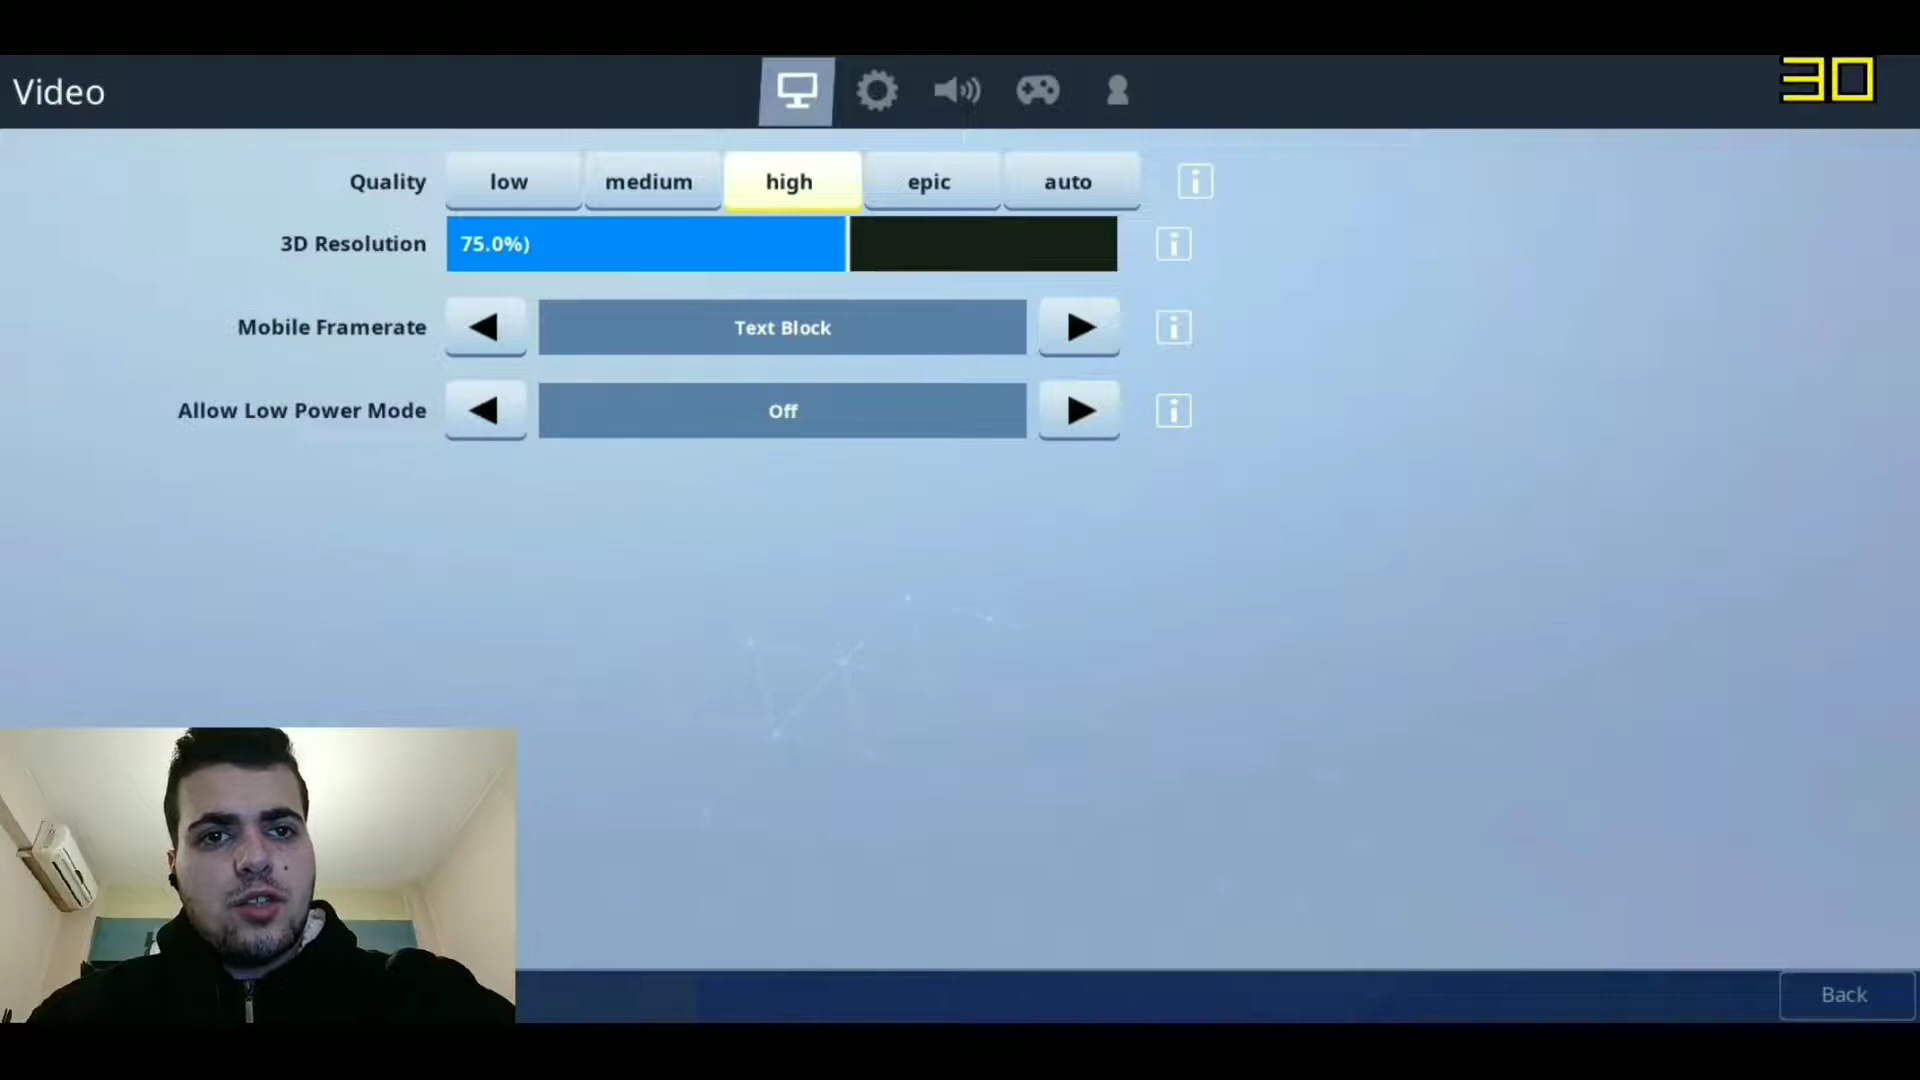 Video
30
Quality low medium high epic auto
3D Resolution 75.0%)
Mobile Framerate Text Block
Allow Low Power Mode Off
Back